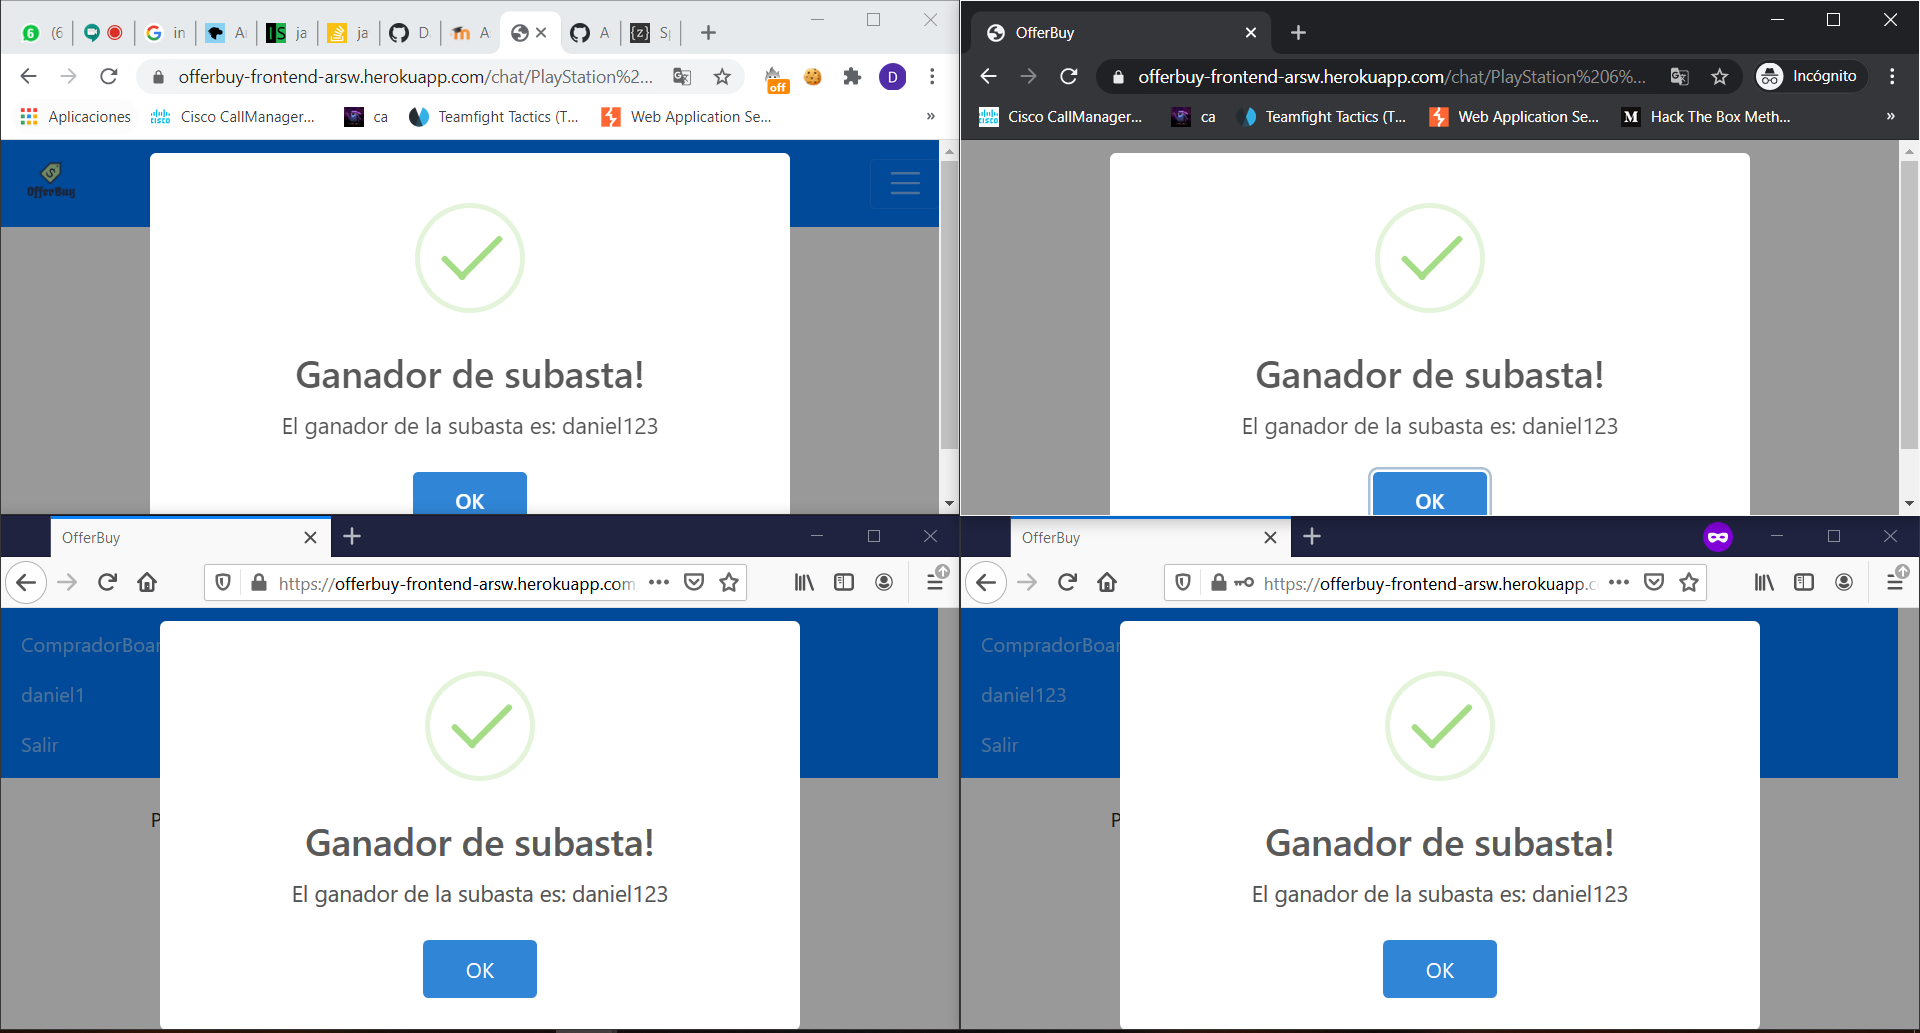 (6
in
A
ja
ja
D
A
S
offerbuy-frontend-arsw.herokuapp.com/chat/PlayStation%2...
off
D
Aplicaciones
Cisco CallManager...
ca
Teamfight Tactics (T...
Web Application Se...
»
OfferBuy
Ganador de subasta!
El ganador de la subasta es: daniel123
OK
OfferBuy
offerbuy-frontend-arsw.herokuapp.com/chat/PlayStation%206%...
Incógnito
Cisco CallManager...
ca
Teamfight Tactics (T...
Web Application Se...
M
Hack The Box Meth...
»
Ganador de subasta!
El ganador de la subasta es: daniel123
OK
OfferBuy
https://offerbuy-frontend-arsw.herokuapp.com
CompradorBoar
daniel1
Salir
P
Ganador de subasta!
El ganador de la subasta es: daniel123
OK
OfferBuy
https://offerbuy-frontend-arsw.herokuapp.c
CompradorBoar
daniel123
Salir
P
Ganador de subasta!
El ganador de la subasta es: daniel123
OK